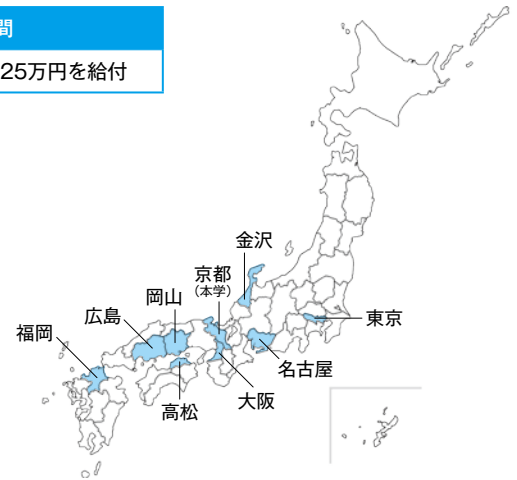 間
25万円を給付
金沢
京都
（本学）
岡山
広島
福岡
東京
名古屋
大阪
高松